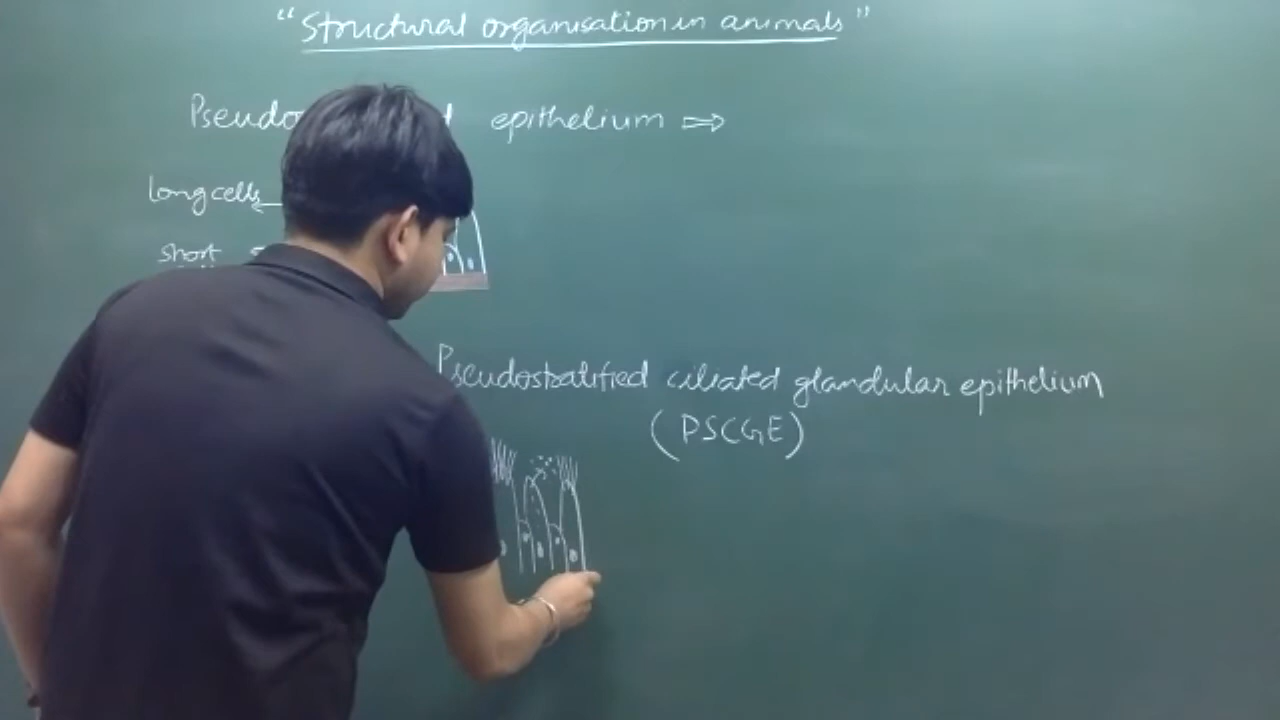 “Structural organisation in animals”
Pseudo epithelium ⇒
Long cells
short
Pseudostratified ciliated glandular epithelium
(PSCGE)